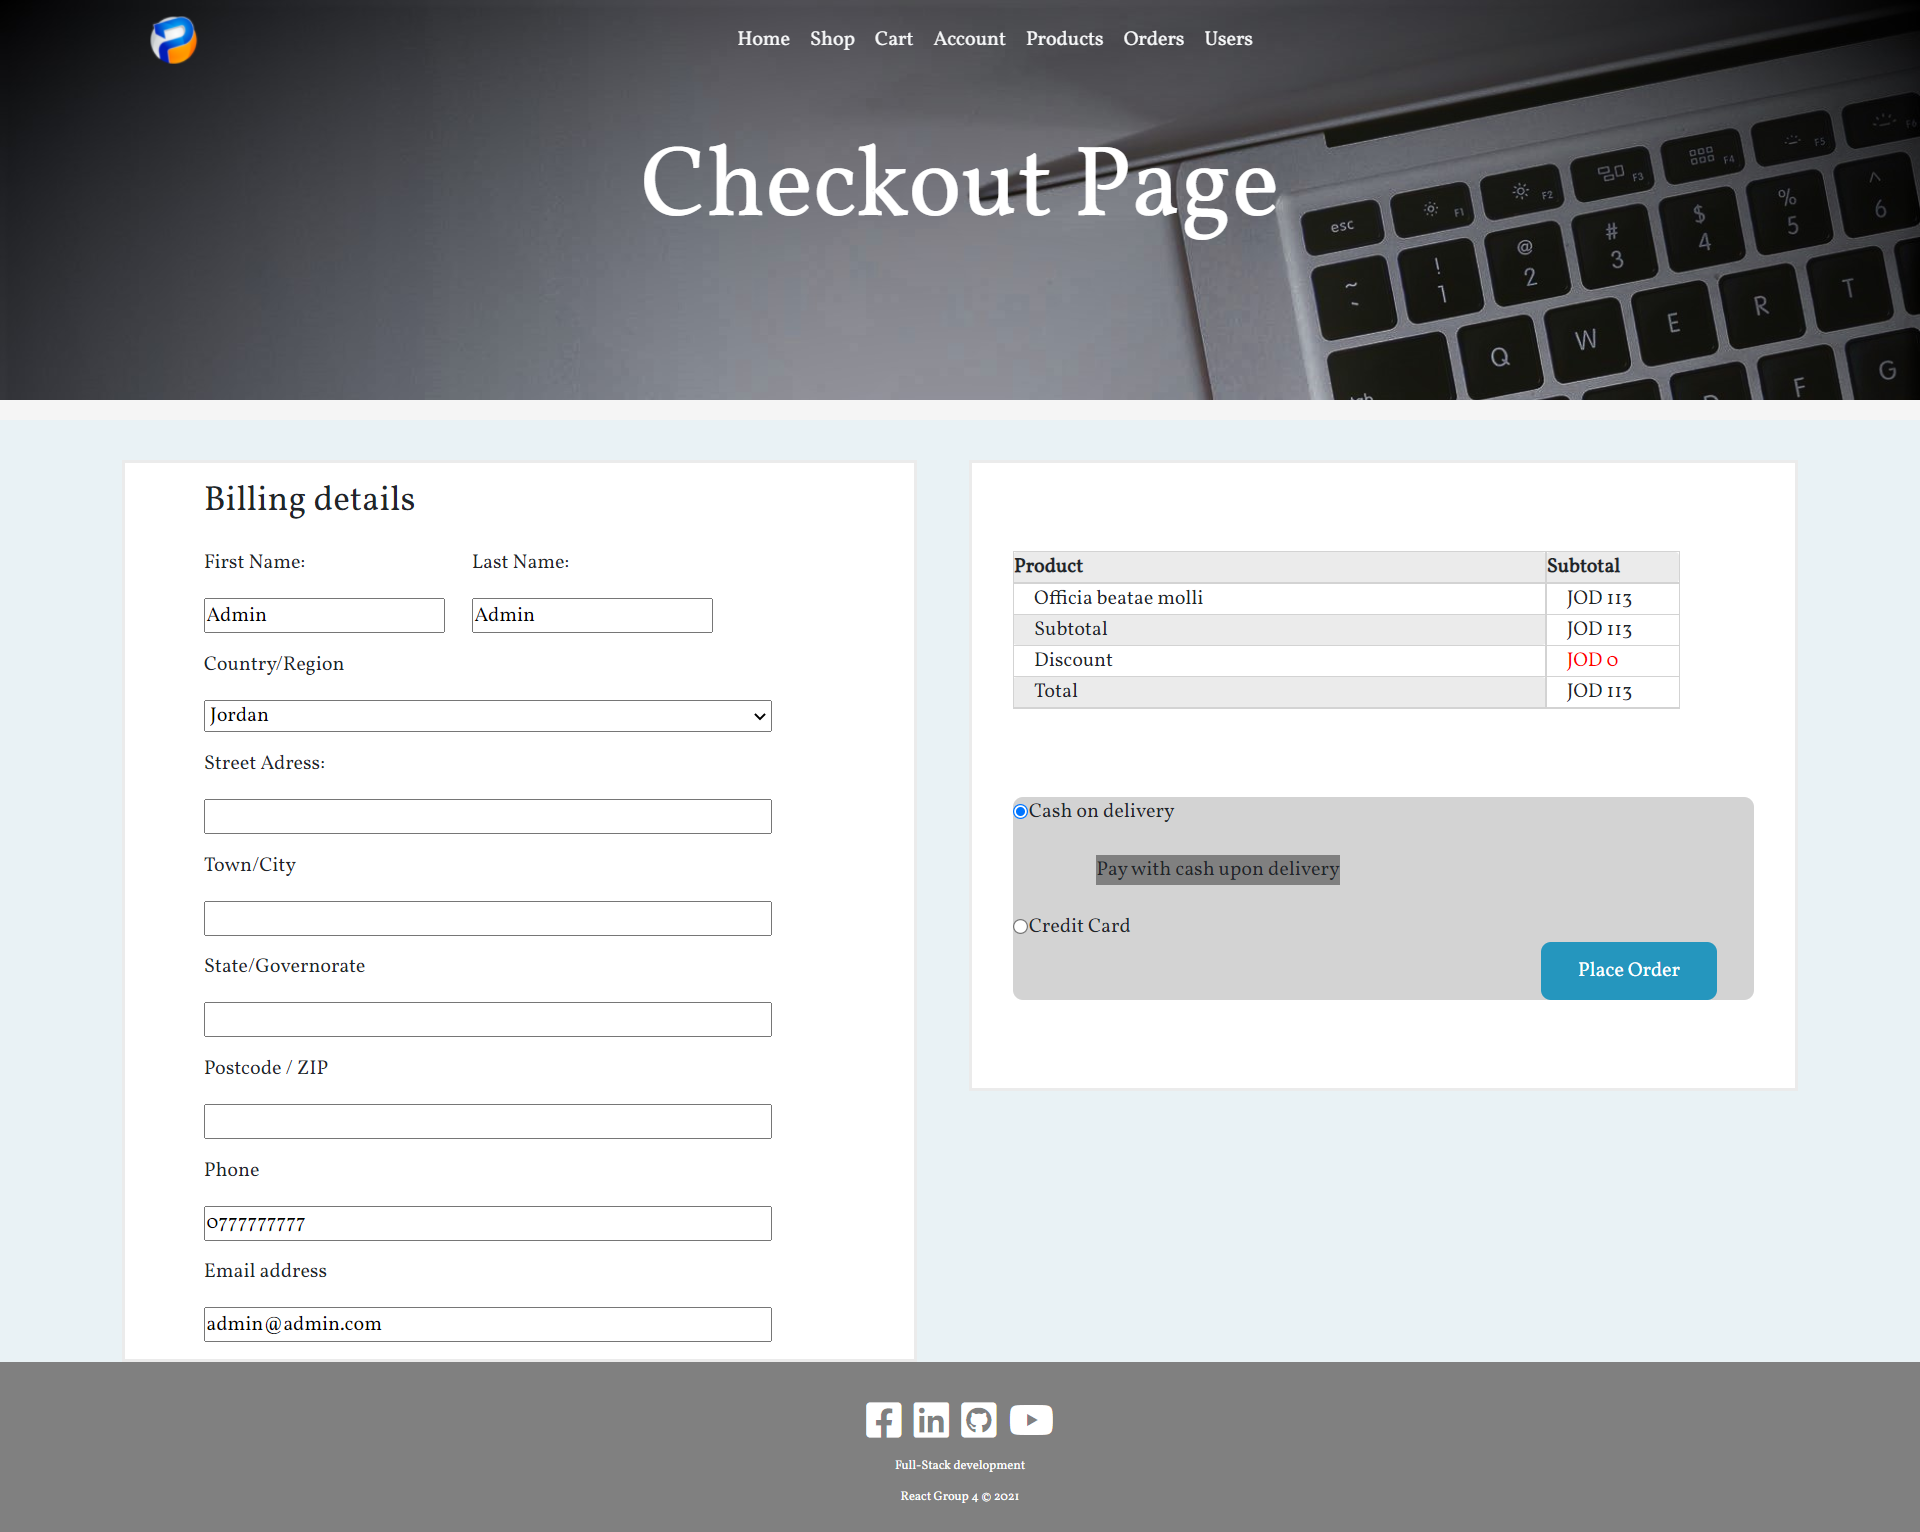 Home Shop Cart Account Products Orders Users
Checkout Page
esc F1 F2 F3 F4 F5 F6
~ ` ! 1 @ 2 # 3 $ 4 % 5 ^ 6
Q W E R T
F G
Billing details
First Name: Last Name:
Admin Admin
Country/Region
Jordan
Street Adress:
Town/City
State/Governorate
Postcode / ZIP
Phone
0777777777
Email address
admin@admin.com
Product Subtotal
Officia beatae molli JOD 113
Subtotal JOD 113
Discount JOD 0
Total JOD 113
Cash on delivery
Pay with cash upon delivery
Credit Card
Place Order
Full-Stack development
React Group 4 © 2021